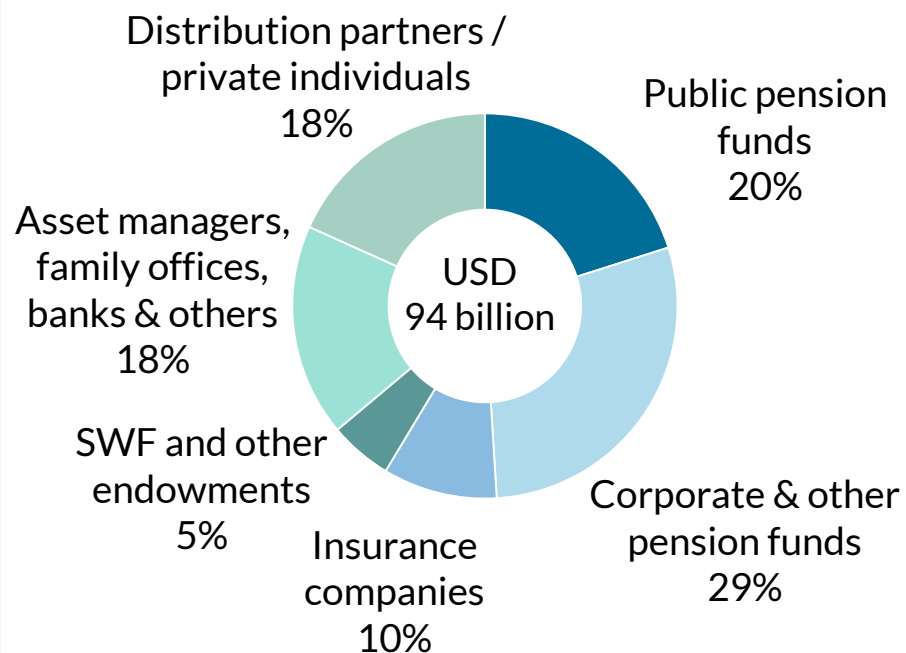 Distribution partners /
private individuals
18%
Public pension
funds
20%
Asset managers,
family offices,
banks & others
18%
USD
94 billion
SWF and other
endowments
5%
Corporate & other
pension funds
29%
Insurance
companies
10%